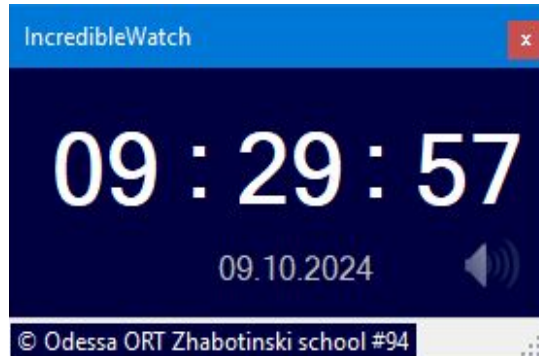 IncredibleWatch
x
09 : 29 : 57
09.10.2024
© Odessa ORT Zhabotinski school #94